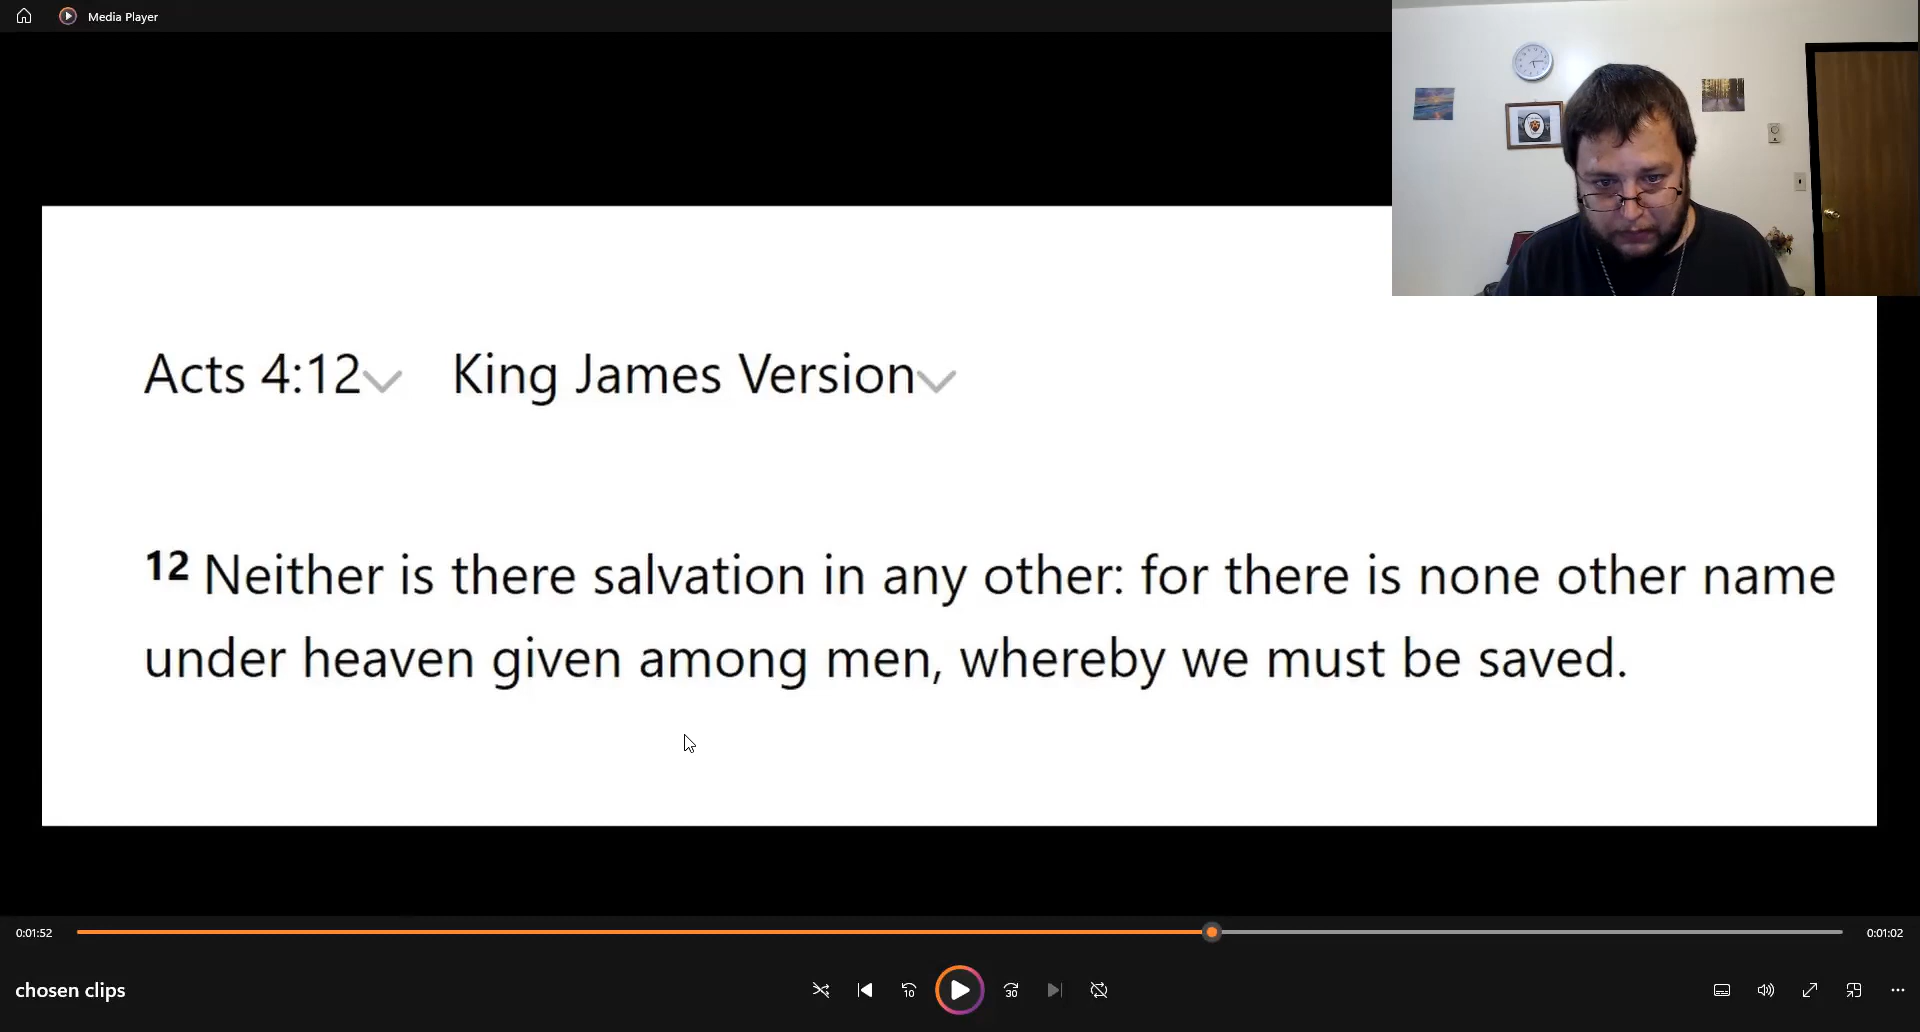 Media Player
Acts 4:12 King James Version
12 Neither is there salvation in any other: for there is none other name
under heaven given among men, whereby we must be saved.
0:01:52
0:01:02
chosen clips
10
30